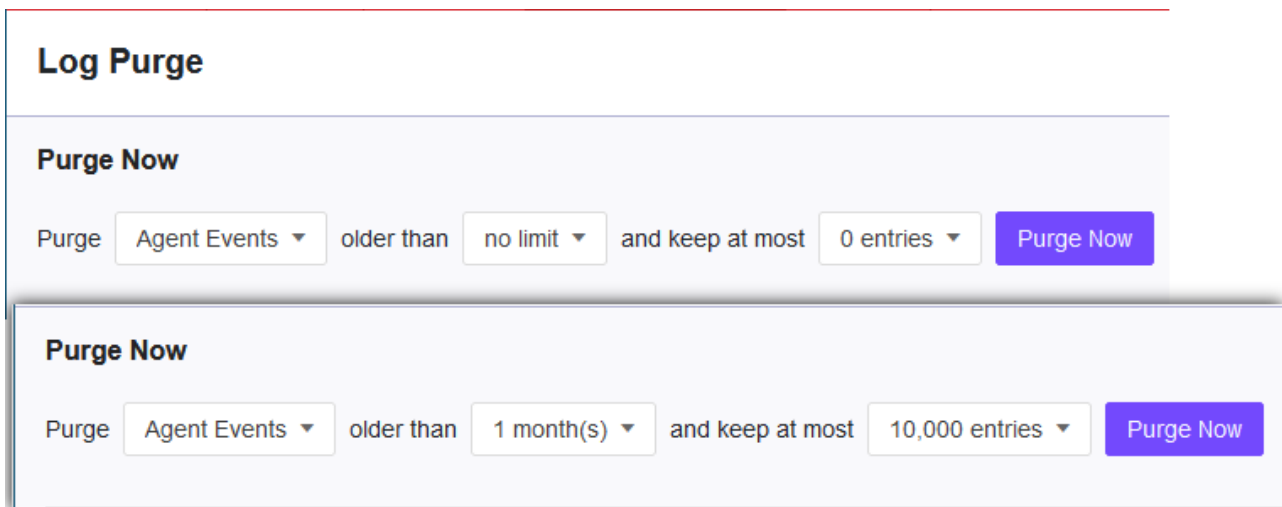 Log Purge
Purge Now
Purge Agent Events older than no limit and keep at most 0 entries Purge Now
Purge Now
Purge Agent Events older than 1 month(s) and keep at most 10,000 entries Purge Now